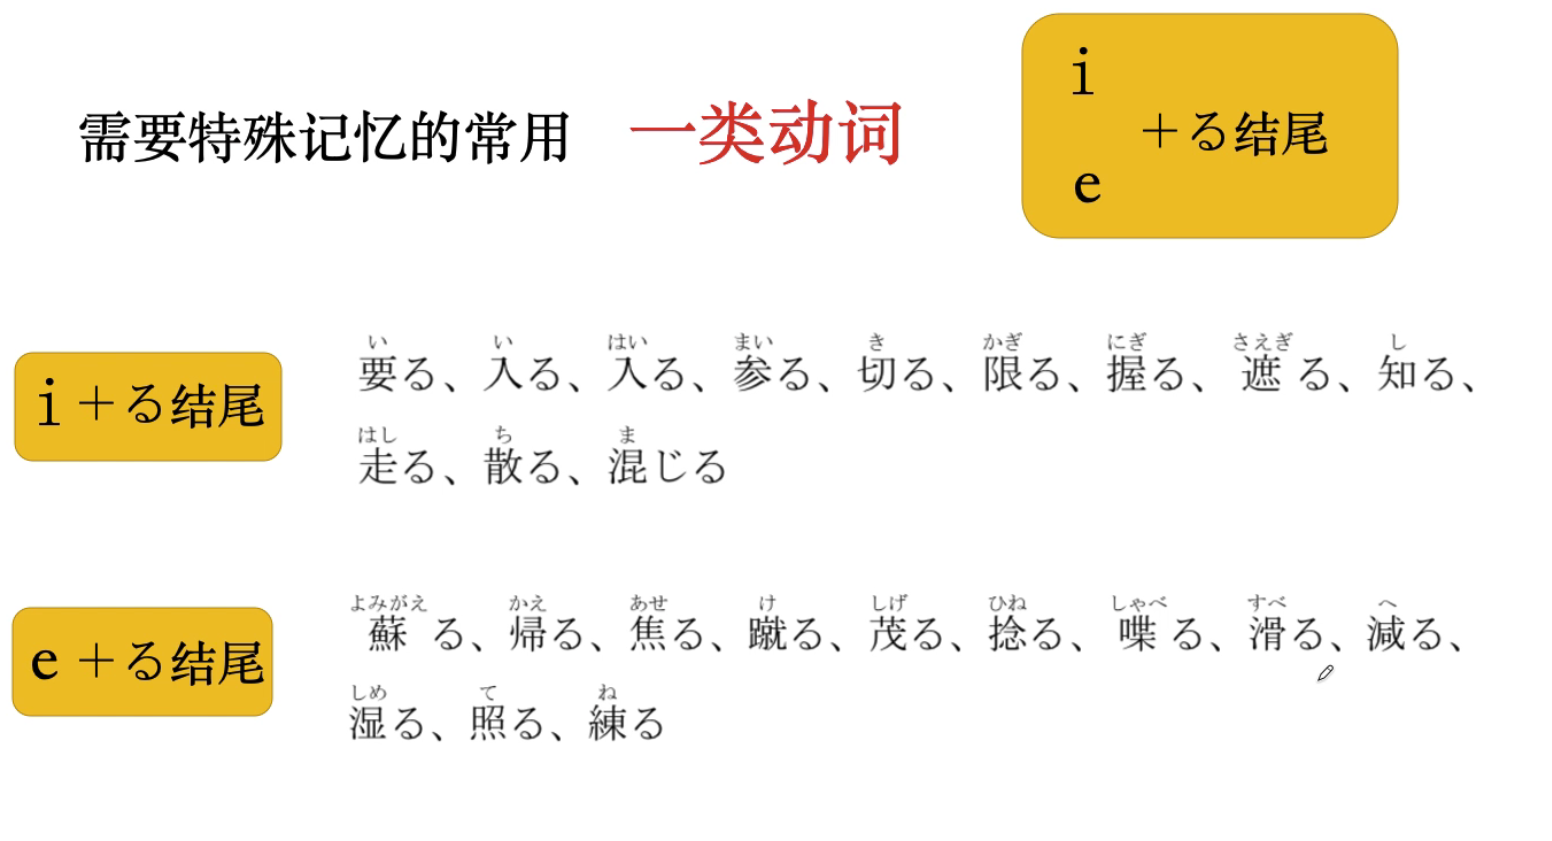 需要特殊记忆的常用 一类动词
i
＋る结尾
e
i＋る结尾
い い はい まい き かぎ にぎ さえぎ し
要る、入る、入る、参る、切る、限る、握る、遮る、知る、
はし ち ま
走る、散る、混じる
e＋る结尾
よみがえ かえ あせ け しげ ひね しゃべ すべ へ
蘇る、帰る、焦る、蹴る、茂る、捻る、喋る、滑る、減る、
しめ て ね
湿る、照る、練る